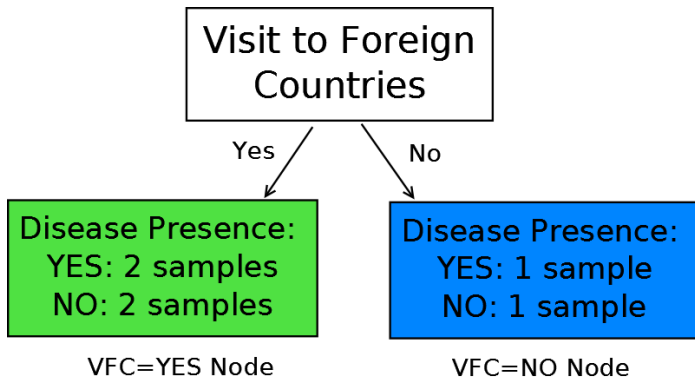 Visit to Foreign
Countries
Yes
No
Disease Presence:
YES: 2 samples
NO: 2 samples
Disease Presence:
YES: 1 sample
NO: 1 sample
VFC=YES Node
VFC=NO Node